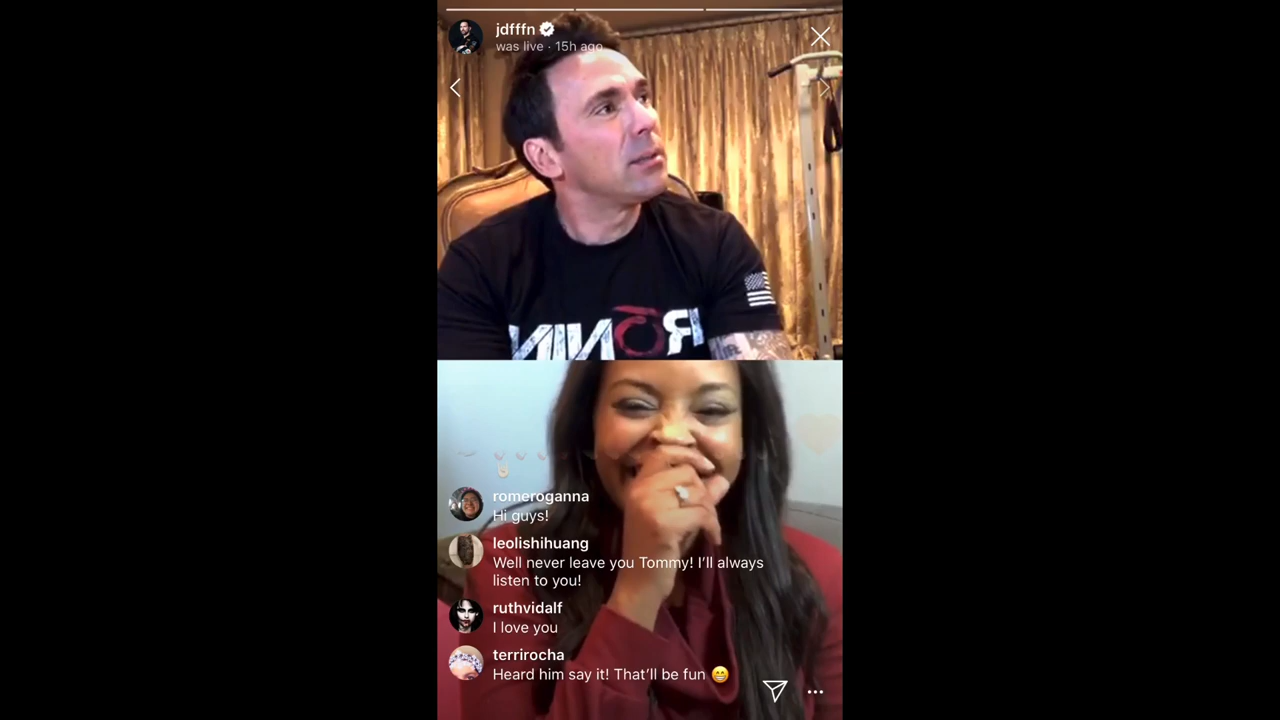 jdfffn
was live · 15h ago
RŌNIN
romeroganna
Hi guys!
leolishihuang
Well never leave you Tommy! I'll always
listen to you!
ruthvidalf
I love you
terrirocha
Heard him say it! That'll be fun 😁